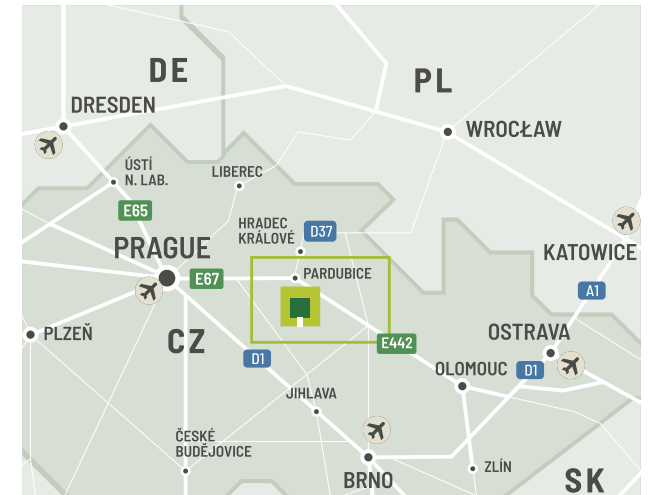 DE
PL
DRESDEN
WROCŁAW
ÚSTÍ
N. LAB.
LIBEREC
E65
HRADEC
KRÁLOVÉ
D37
PRAGUE
KATOWICE
E67
PARDUBICE
A1
PLZEŇ
CZ
E442
OSTRAVA
D1
OLOMOUC
D1
JIHLAVA
ČESKÉ
BUDĚJOVICE
BRNO
ZLÍN
SK